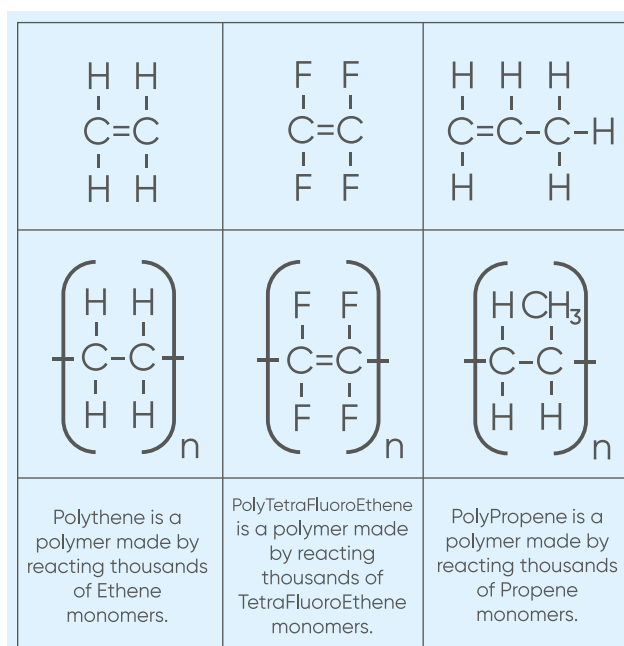 H H
C=C
H H
F F
C=C
F F
H H H
C=C-C-H
H H
H H
C-C
H H
n
F F
C=C
F F
n
H CH₃
C-C
H H
n
Polythene is a
polymer made by
reacting thousands
of Ethene
monomers.
PolyTetraFluoroEthene
is a polymer made
by reacting
thousands of
TetraFluoroEthene
monomers.
PolyPropene is a
polymer made by
reacting thousands
of Propene
monomers.